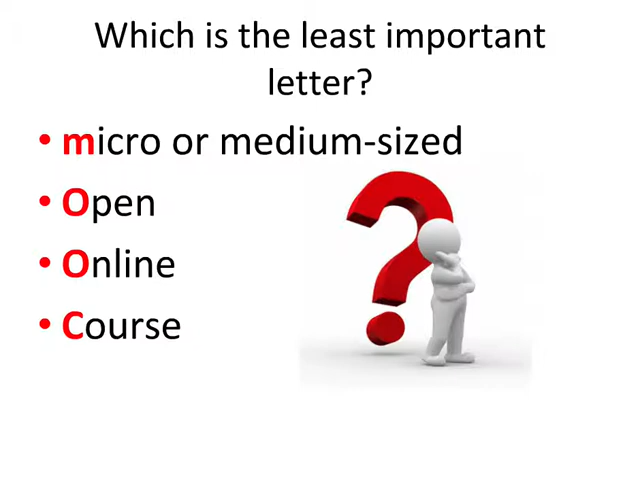 Which is the least important
letter?
• micro or medium-sized
• Open
• Online
• Course